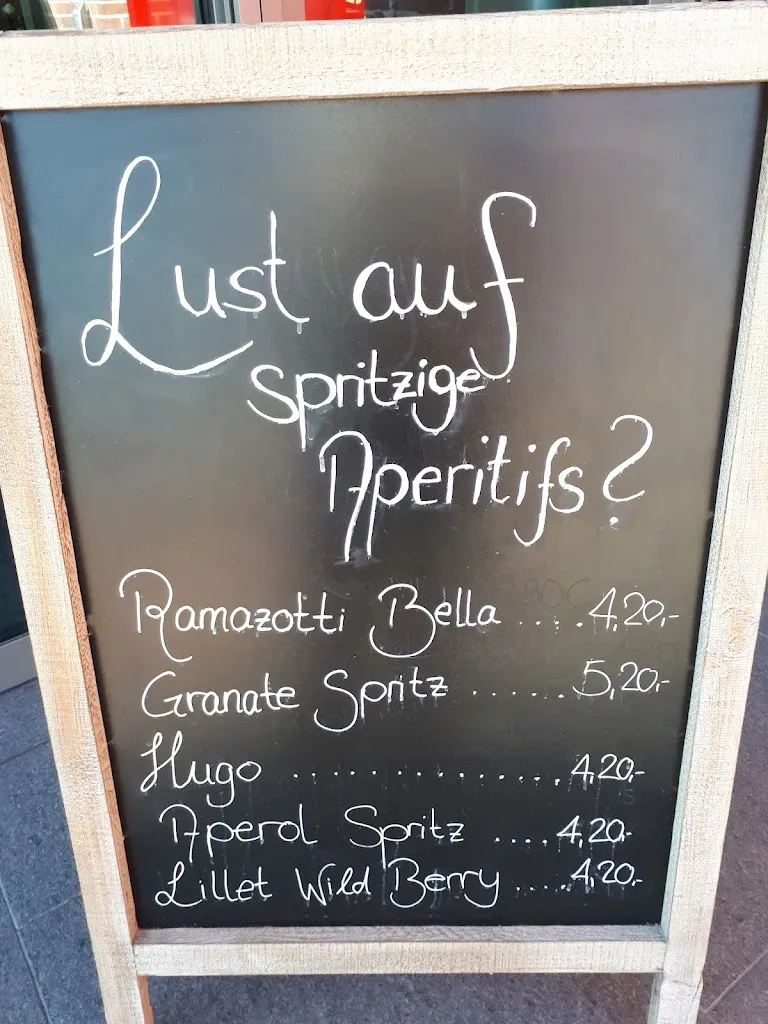 Lust auf
spritzige
Aperitifs?
Ramazotti Bella .... 4,20,-
Granate Spritz ...... 5,20,-
Hugo .............. 4,20,-
Aperol Spritz .... 4,20,-
Lillet Wild Berry ..... 4,20,-